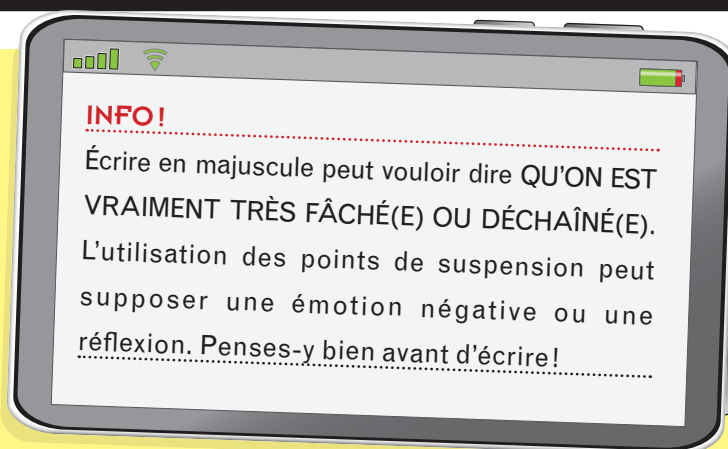 INFO !
Écrire en majuscule peut vouloir dire QU'ON EST
VRAIMENT TRÈS FÂCHÉ(E) OU DÉCHAÎNÉ(E).
L'utilisation des points de suspension peut
supposer une émotion négative ou une
réflexion. Penses-y bien avant d'écrire !